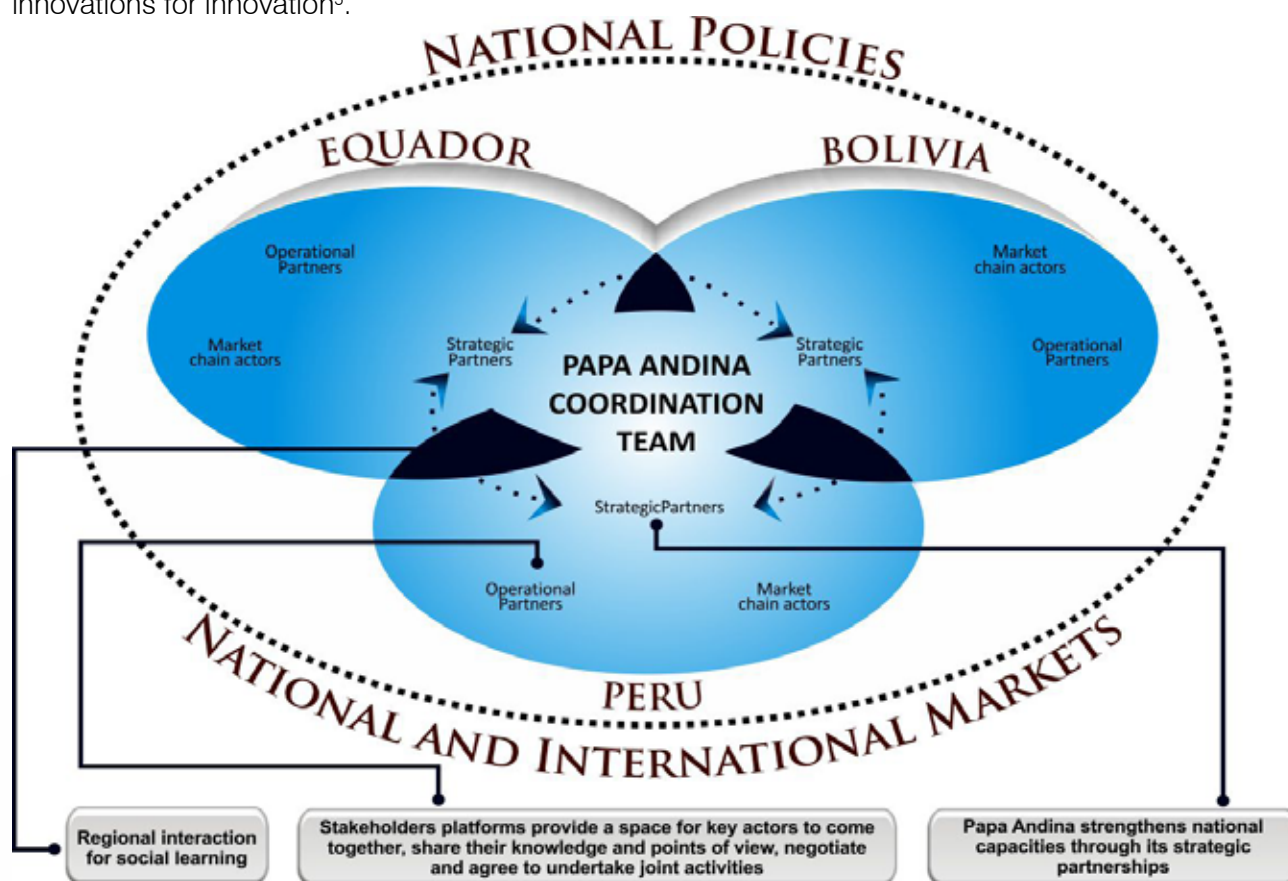 innovations for innovation³.
NATIONAL POLICIES
EQUADOR
BOLIVIA
Operational
Partners
Market
chain actors
Market
chain actors
Strategic
Partners
Strategic
Partners
Operational
Partners
PAPA ANDINA
COORDINATION
TEAM
StrategicPartners
Operational
Partners
Market
chain actors
PERU
NATIONAL AND INTERNATIONAL MARKETS
Regional interaction
for social learning
Stakeholders platforms provide a space for key actors to come
together, share their knowledge and points of view, negotiate
and agree to undertake joint activities
Papa Andina strengthens national
capacities through its strategic
partnerships